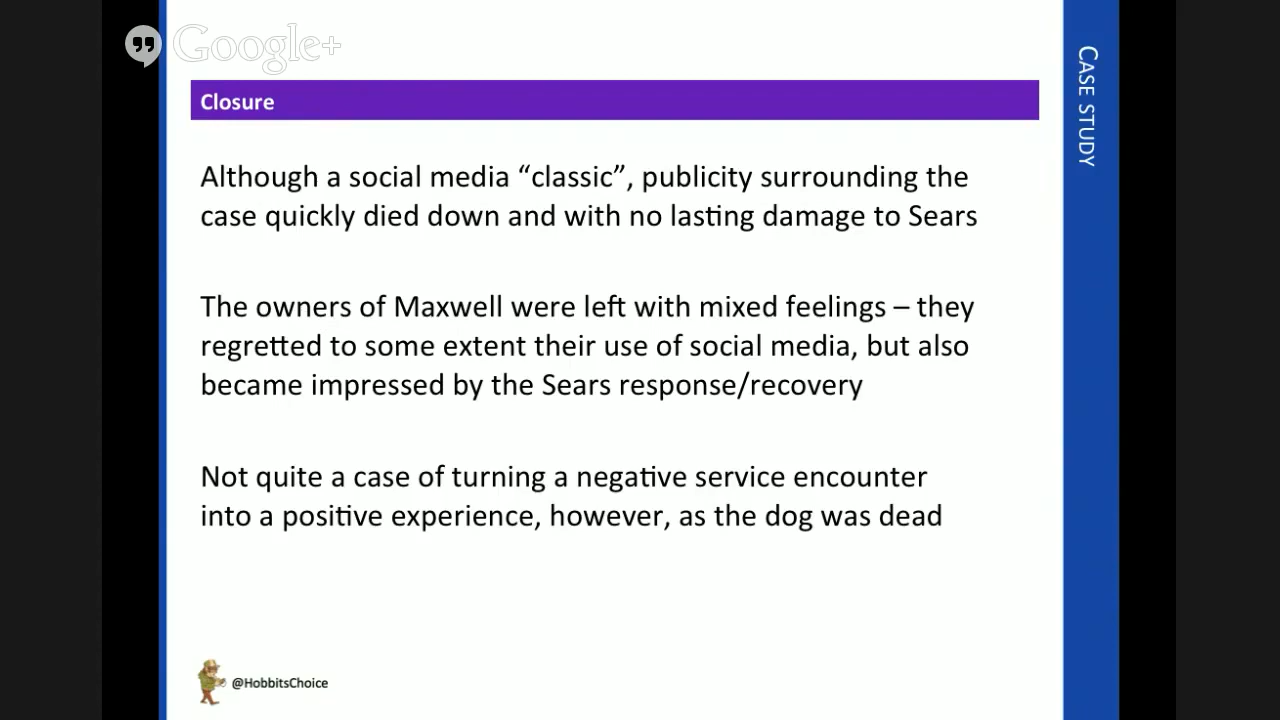 Google+
CASE STUDY
Closure
Although a social media “classic”, publicity surrounding the
case quickly died down and with no lasting damage to Sears
The owners of Maxwell were left with mixed feelings – they
regretted to some extent their use of social media, but also
became impressed by the Sears response/recovery
Not quite a case of turning a negative service encounter
into a positive experience, however, as the dog was dead
@HobbitsChoice